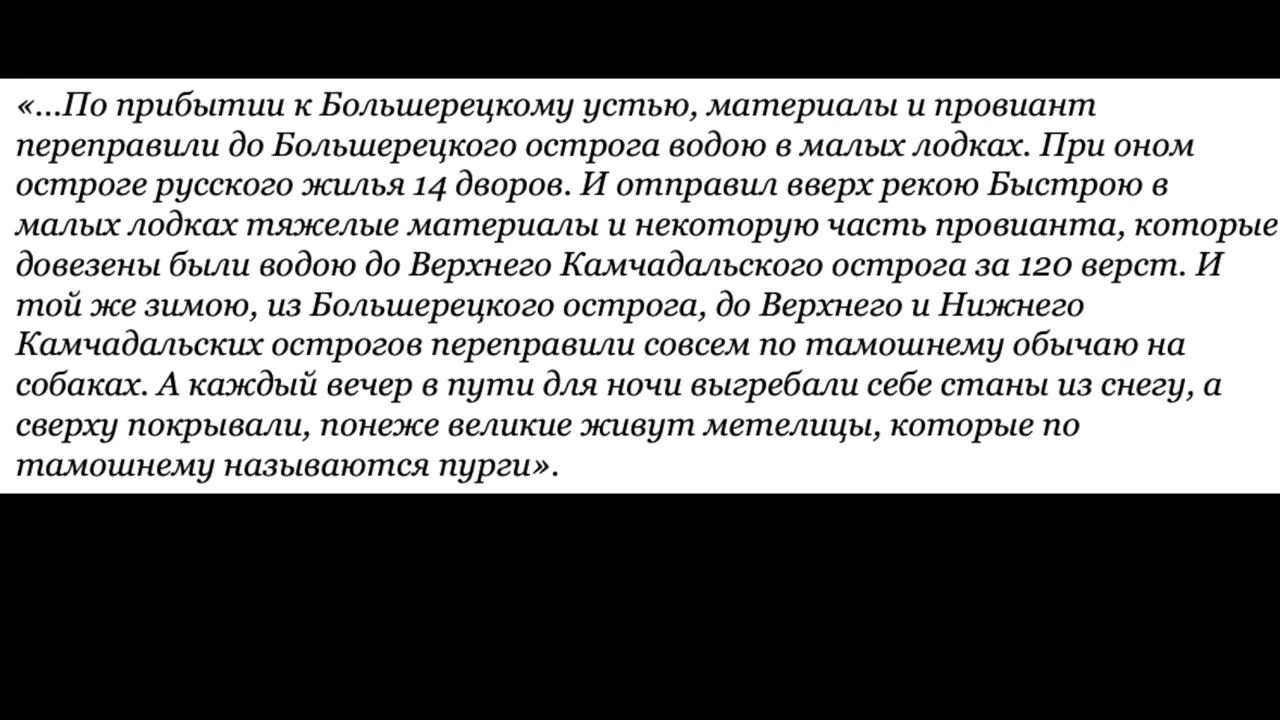 «...По прибытии к Большерецкому устью, материалы и провиант
переправили до Большерецкого острога водою в малых лодках. При оном
остроге русского жилья 14 дворов. И отправил вверх рекою Быстрою в
малых лодках тяжелые материалы и некоторую часть провианта, которые
довезены были водою до Верхнего Камчадальского острога за 120 верст. И
той же зимою, из Большерецкого острога, до Верхнего и Нижнего
Камчадальских острогов переправили совсем по тамошнему обычаю на
собаках. А каждый вечер в пути для ночи выгребали себе станы из снегу, а
сверху покрывали, понеже великие живут метелицы, которые по
тамошнему называются пурги».